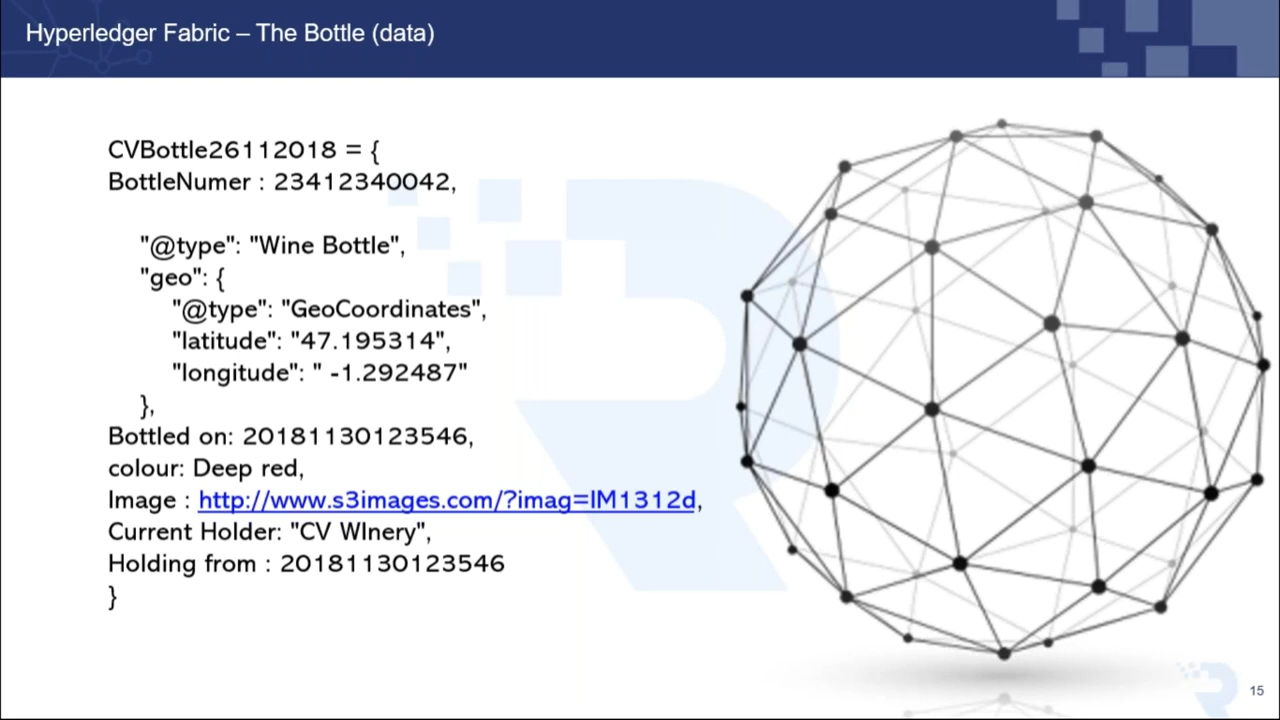 Hyperledger Fabric – The Bottle (data)
CVBottle26112018 = {
BottleNumer : 23412340042,
"@type": "Wine Bottle",
"geo": {
"@type": "GeoCoordinates",
"latitude": "47.195314",
"longitude": " -1.292487"
},
Bottled on: 20181130123546,
colour: Deep red,
Image : http://www.s3images.com/?imag=IM1312d,
Current Holder: "CV WInery",
Holding from : 20181130123546
}
15